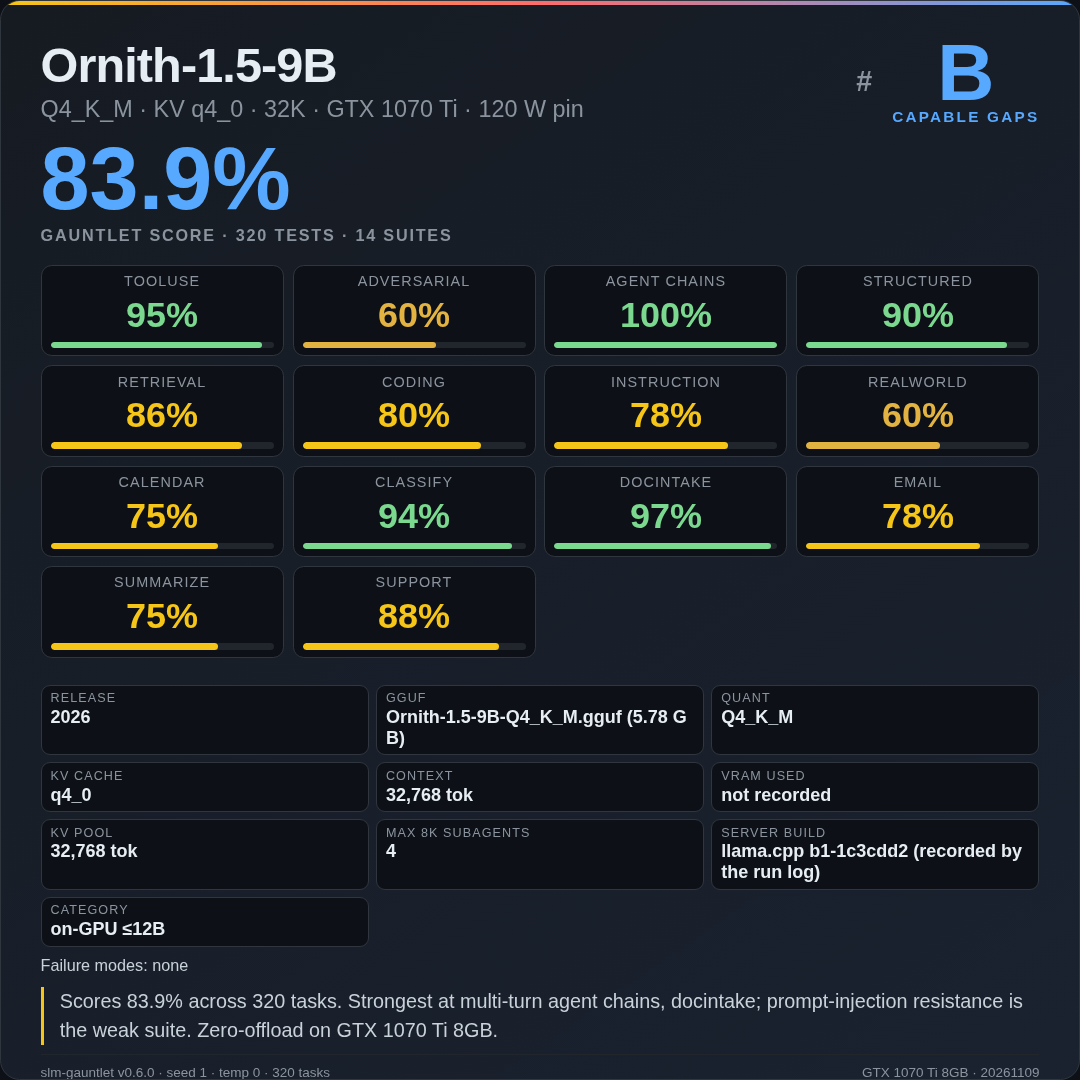 Ornith-1.5-9B
Q4_K_M · KV q4_0 · 32K · GTX 1070 Ti · 120 W pin
#
B
CAPABLE GAPS
83.9%
GAUNTLET SCORE · 320 TESTS · 14 SUITES
TOOLUSE
95%
ADVERSARIAL
60%
AGENT CHAINS
100%
STRUCTURED
90%
RETRIEVAL
86%
CODING
80%
INSTRUCTION
78%
REALWORLD
60%
CALENDAR
75%
CLASSIFY
94%
DOCINTAKE
97%
EMAIL
78%
SUMMARIZE
75%
SUPPORT
88%
RELEASE
2026
GGUF
Ornith-1.5-9B-Q4_K_M.gguf (5.78 G
B)
QUANT
Q4_K_M
KV CACHE
q4_0
CONTEXT
32,768 tok
VRAM USED
not recorded
KV POOL
32,768 tok
MAX 8K SUBAGENTS
4
SERVER BUILD
llama.cpp b1-1c3cdd2 (recorded by
the run log)
CATEGORY
on-GPU ≤12B
Failure modes: none
Scores 83.9% across 320 tasks. Strongest at multi-turn agent chains, docintake; prompt-injection resistance is
the weak suite. Zero-offload on GTX 1070 Ti 8GB.
slm-gauntlet v0.6.0 · seed 1 · temp 0 · 320 tasks
GTX 1070 Ti 8GB · 20261109